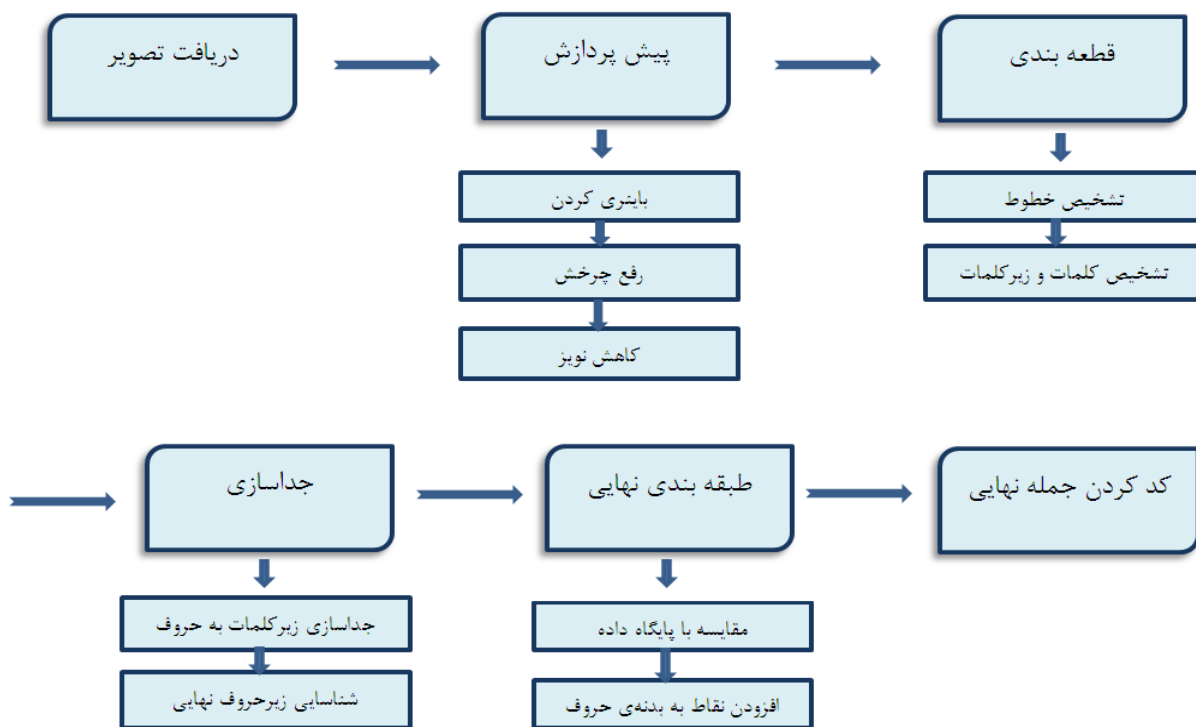 دریافت تصویر
پیش پردازش
باینری کردن
رفع چرخش
کاهش نویز
قطعه بندی
تشخیص خطوط
تشخیص کلمات و زیرکلمات
جداسازی
جداسازی زیرکلمات به حروف
شناسایی زیرحروف نهایی
طبقه بندی نهایی
مقایسه با پایگاه داده
افزودن نقاط به بدنه‌ی حروف
کد کردن جمله نهایی